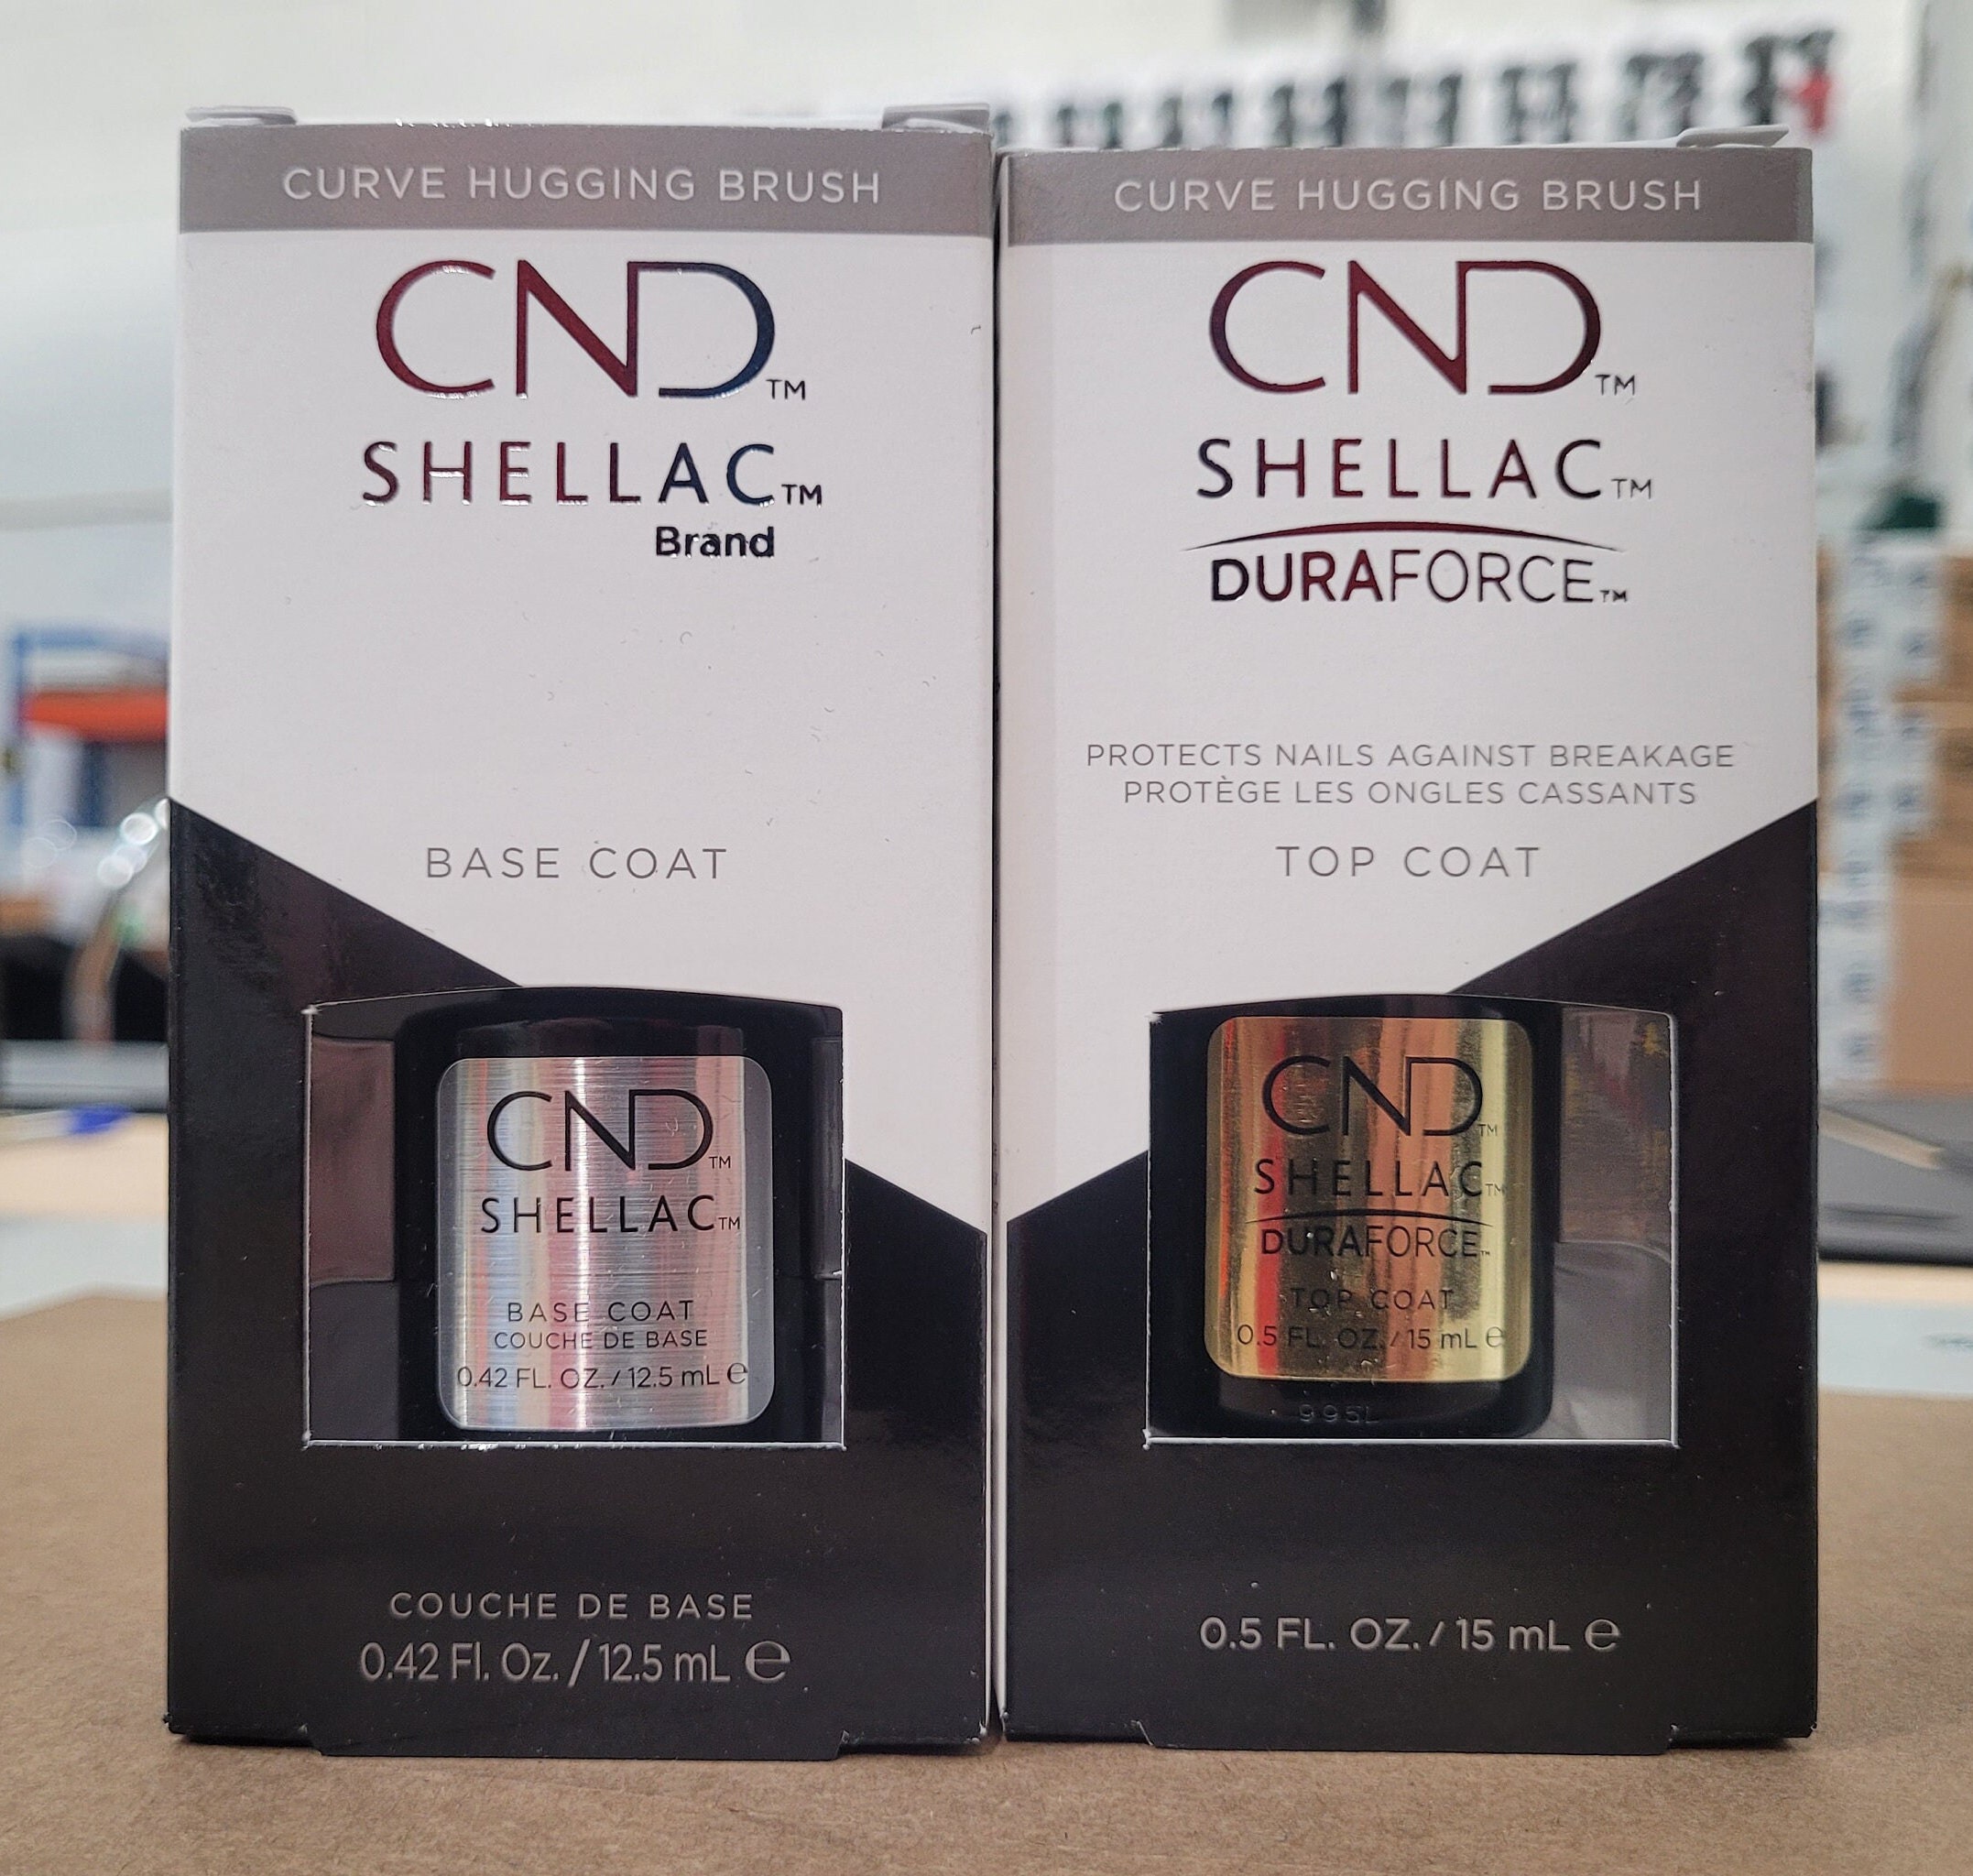 CURVE HUGGING BRUSH
CND™
SHELLAC™
Brand
BASE COAT
CND™
SHELLAC™
BASE COAT
COUCHE DE BASE
0.42 FL. OZ. / 12.5 mL ℮
COUCHE DE BASE
0.42 Fl. Oz. / 12.5 mL ℮
CURVE HUGGING BRUSH
CND™
SHELLAC™
DURAFORCE™
PROTECTS NAILS AGAINST BREAKAGE
PROTÈGE LES ONGLES CASSANTS
TOP COAT
CND™
SHELLAC™
DURAFORCE™
TOP COAT
0.5 FL. OZ. / 15 mL ℮
0.5 FL. OZ. / 15 mL ℮